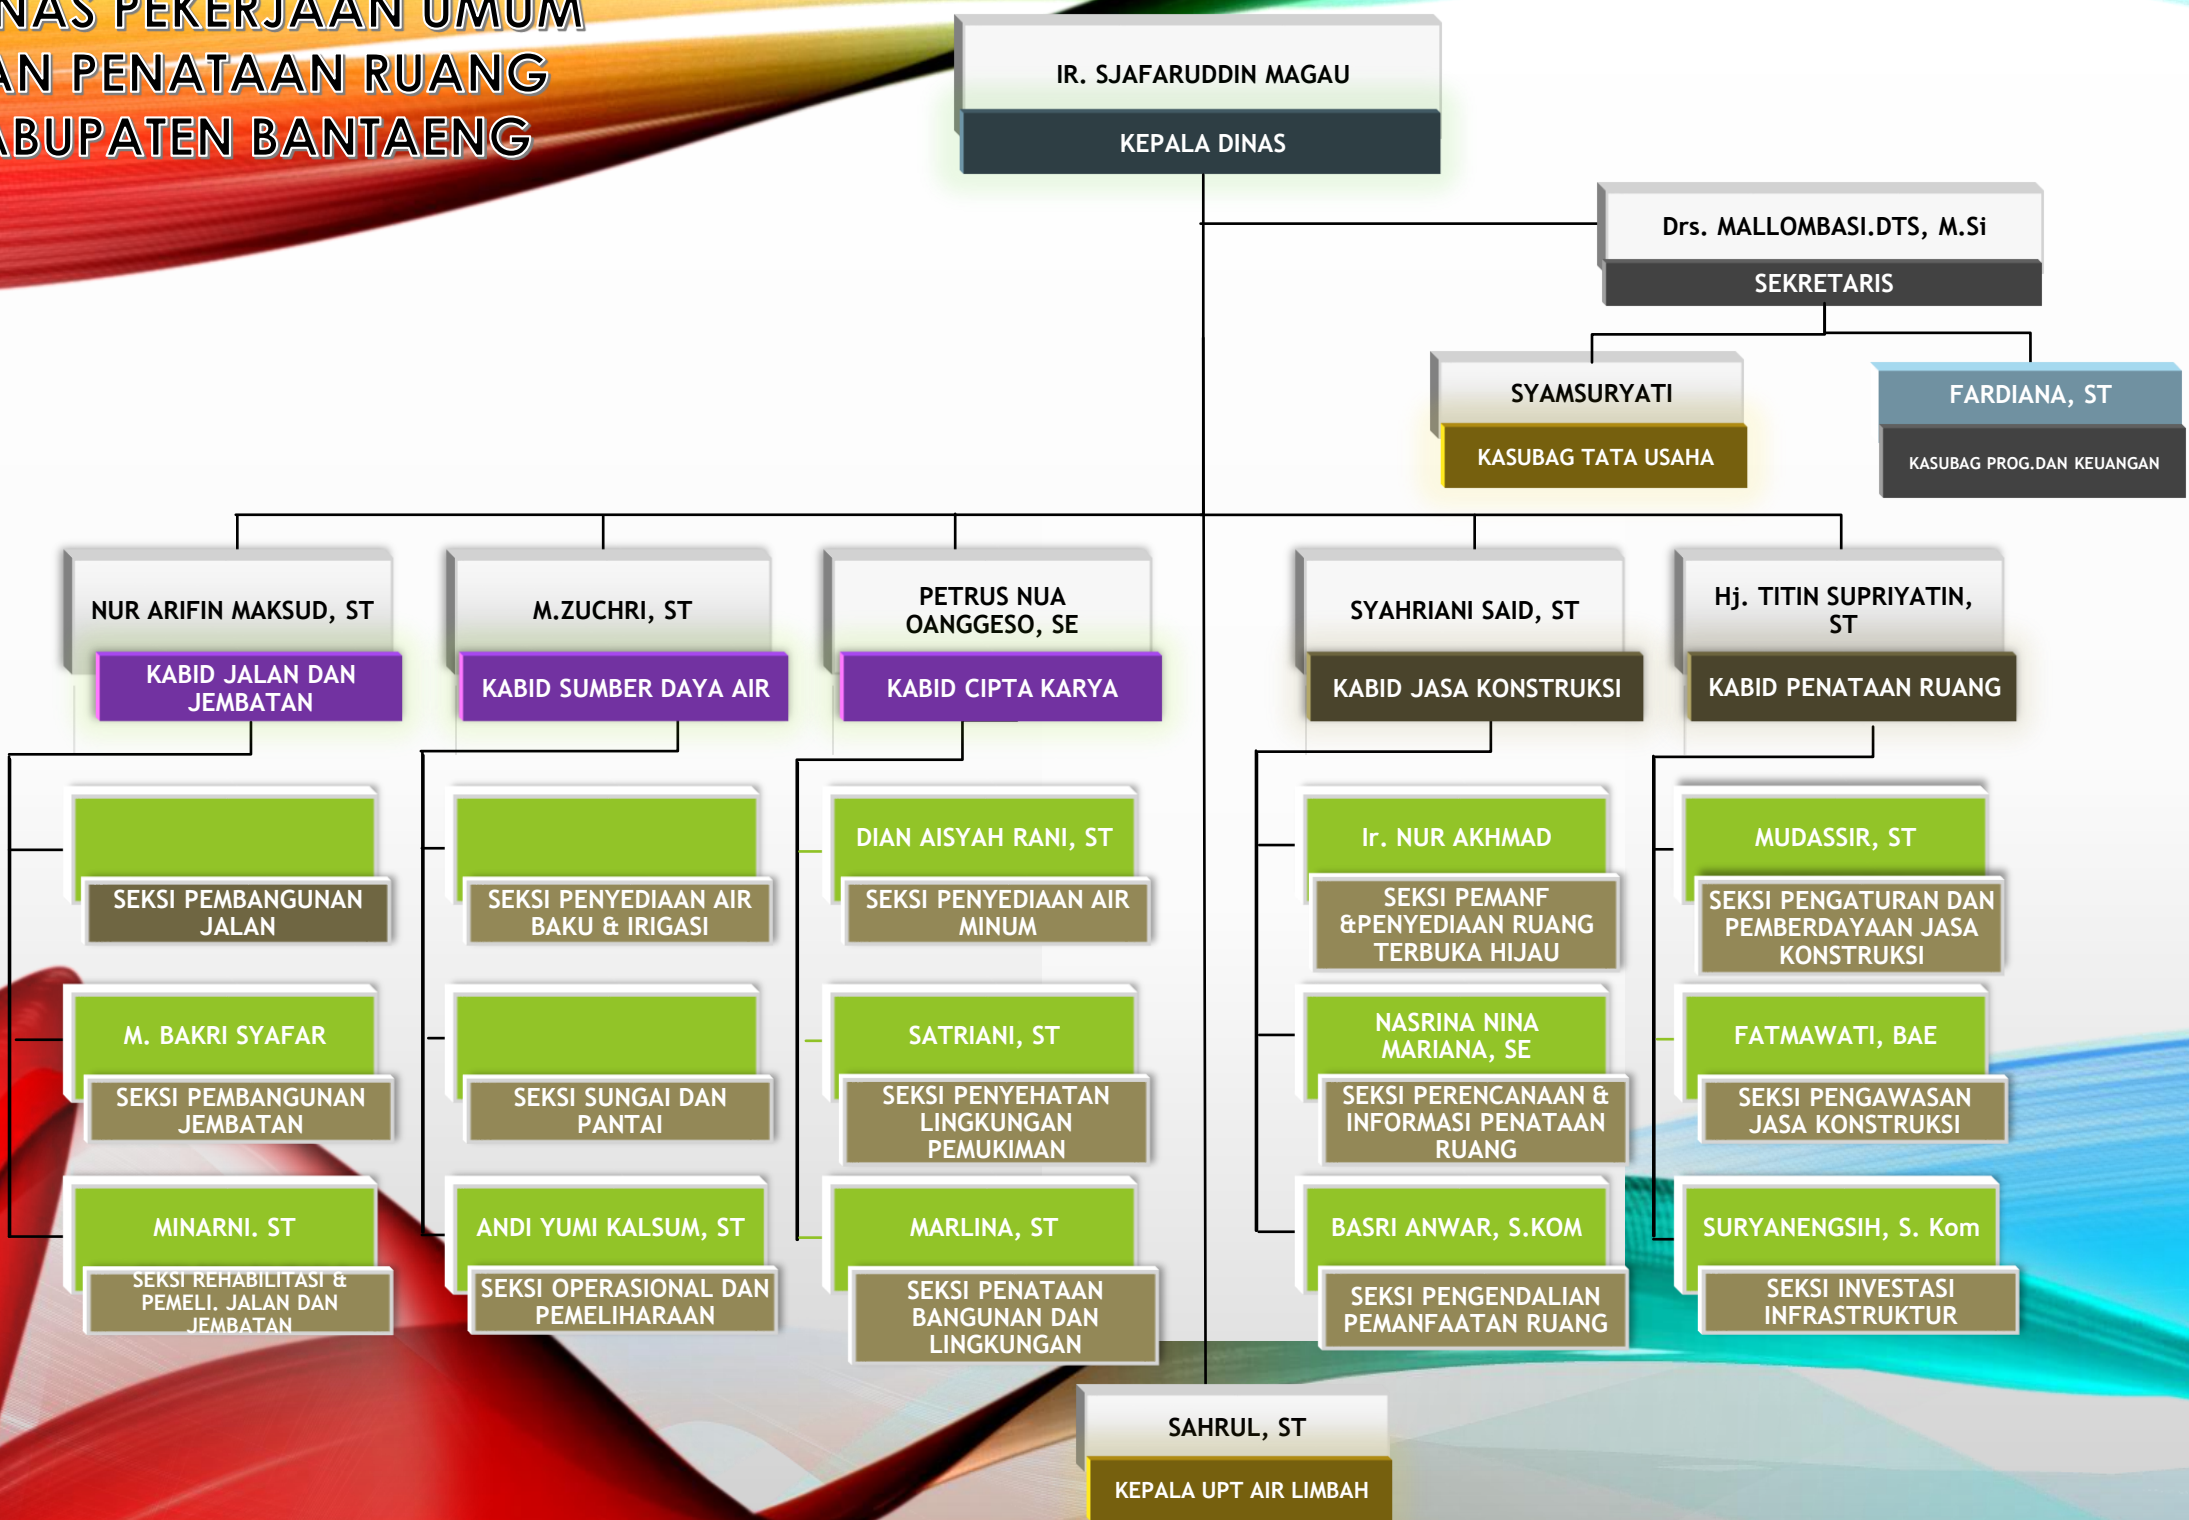 NAS PEKERJAAN UMUM
AN PENATAAN RUANG
ABUPATEN BANTAENG
IR. SJAFARUDDIN MAGAU
KEPALA DINAS
Drs. MALLOMBASI.DTS, M.Si
SEKRETARIS
SYAMSURYATI
KASUBAG TATA USAHA
FARDIANA, ST
KASUBAG PROG.DAN KEUANGAN
NUR ARIFIN MAKSUD, ST
KABID JALAN DAN
JEMBATAN
M.ZUCHRI, ST
KABID SUMBER DAYA AIR
PETRUS NUA
OANGGESO, SE
KABID CIPTA KARYA
SYAHRIANI SAID, ST
KABID JASA KONSTRUKSI
Hj. TITIN SUPRIYATIN,
ST
KABID PENATAAN RUANG
SEKSI PEMBANGUNAN
JALAN
M. BAKRI SYAFAR
SEKSI PEMBANGUNAN
JEMBATAN
MINARNI. ST
SEKSI REHABILITASI &
PEMELI. JALAN DAN
JEMBATAN
SEKSI PENYEDIAAN AIR
BAKU & IRIGASI
SEKSI SUNGAI DAN
PANTAI
ANDI YUMI KALSUM, ST
SEKSI OPERASIONAL DAN
PEMELIHARAAN
DIAN AISYAH RANI, ST
SEKSI PENYEDIAAN AIR
MINUM
SATRIANI, ST
SEKSI PENYEHATAN
LINGKUNGAN
PEMUKIMAN
MARLINA, ST
SEKSI PENATAAN
BANGUNAN DAN
LINGKUNGAN
Ir. NUR AKHMAD
SEKSI PEMANF
&PENYEDIAAN RUANG
TERBUKA HIJAU
NASRINA NINA
MARIANA, SE
SEKSI PERENCANAAN &
INFORMASI PENATAAN
RUANG
BASRI ANWAR, S.KOM
SEKSI PENGENDALIAN
PEMANFAATAN RUANG
MUDASSIR, ST
SEKSI PENGATURAN DAN
PEMBERDAYAAN JASA
KONSTRUKSI
FATMAWATI, BAE
SEKSI PENGAWASAN
JASA KONSTRUKSI
SURYANENGSIH, S. Kom
SEKSI INVESTASI
INFRASTRUKTUR
SAHRUL, ST
KEPALA UPT AIR LIMBAH